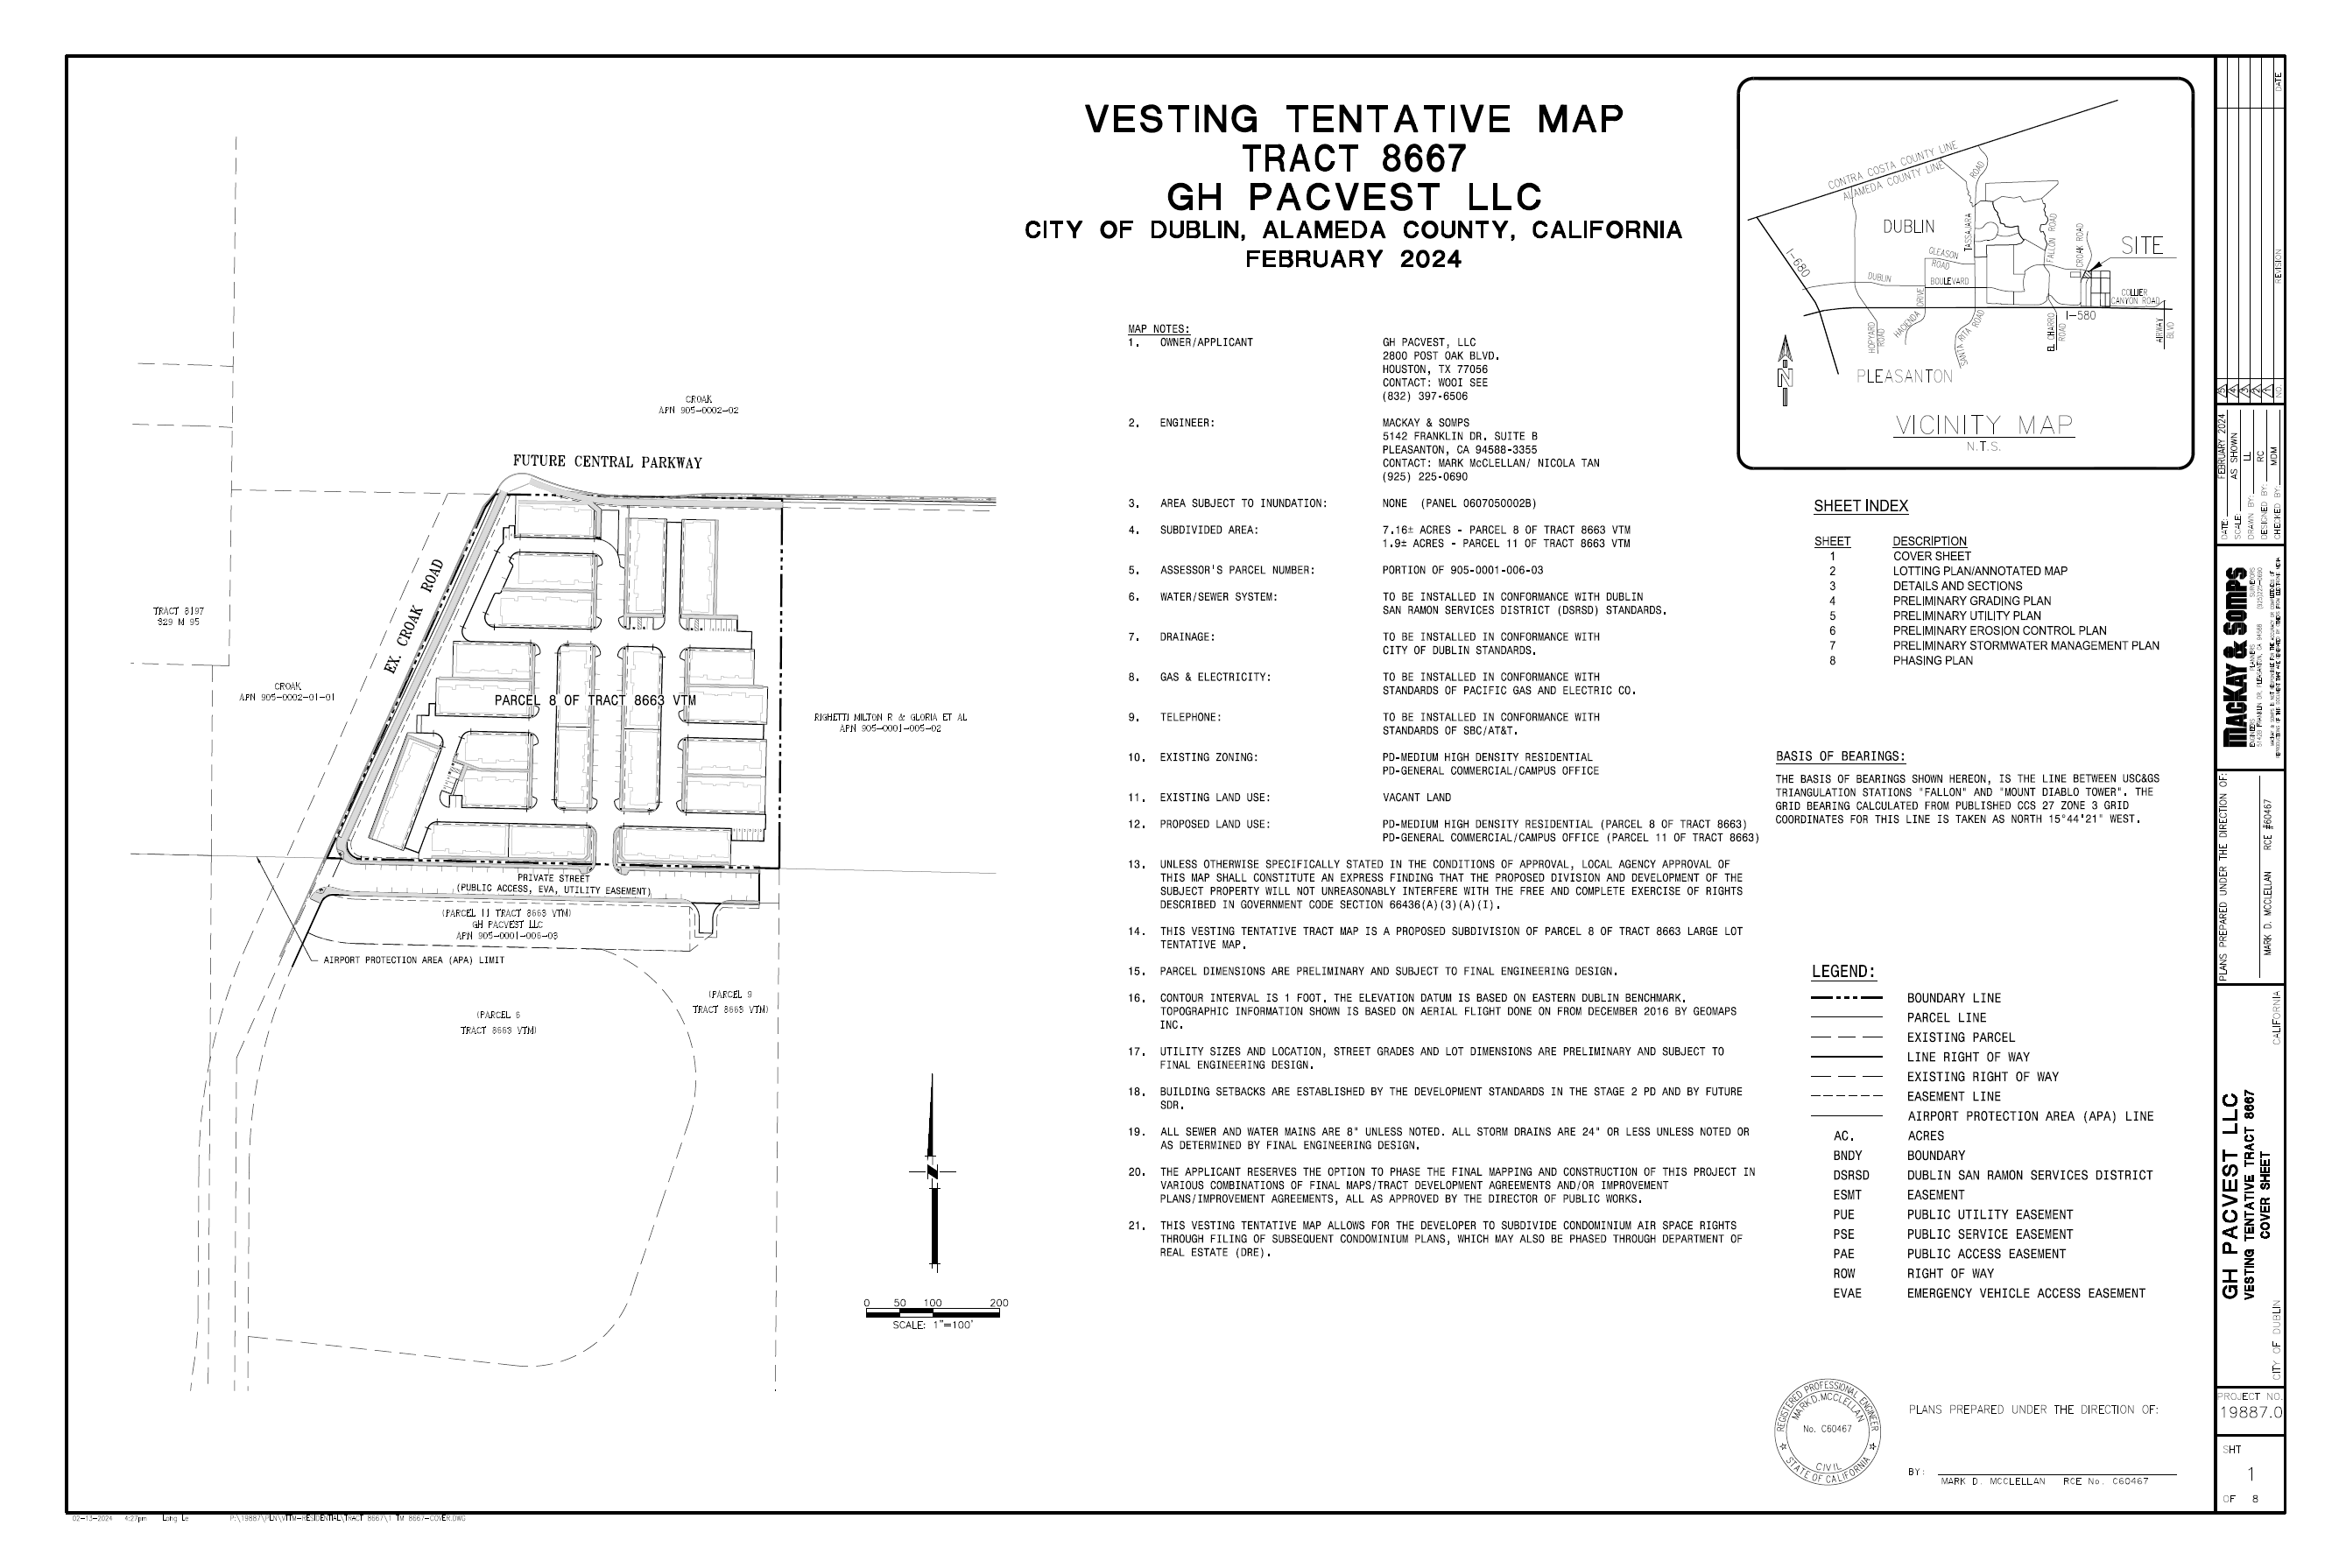 VESTING TENTATIVE MAP
TRACT 8667
GH PACVEST LLC
CITY OF DUBLIN, ALAMEDA COUNTY, CALIFORNIA
FEBRUARY 2024
CROAK
APN 905-0002-02
FUTURE CENTRAL PARKWAY
EX. CROAK ROAD
TRACT 8197
329 M 95
CROAK
APN 905-0002-01-01
PARCEL 8 OF TRACT 8663 VTM
RIGHETTI MILTON R & GLORIA ET AL
APN 905-0001-005-02
PRIVATE STREET
(PUBLIC ACCESS, EVA, UTILITY EASEMENT)
(PARCEL 11 TRACT 8663 VTM)
GH PACVEST LLC
APN 905-0001-006-03
AIRPORT PROTECTION AREA (APA) LIMIT
(PARCEL 9
TRACT 8663 VTM)
(PARCEL 6
TRACT 8663 VTM)
0 50 100 200
SCALE: 1"=100'
MAP NOTES:
1. OWNER/APPLICANT GH PACVEST, LLC
2800 POST OAK BLVD.
HOUSTON, TX 77056
CONTACT: WOOI SEE
(832) 397-6506
2. ENGINEER: MACKAY & SOMPS
5142 FRANKLIN DR. SUITE B
PLEASANTON, CA 94588-3355
CONTACT: MARK McCLELLAN/ NICOLA TAN
(925) 225-0690
3. AREA SUBJECT TO INUNDATION: NONE (PANEL 0607050002B)
4. SUBDIVIDED AREA: 7.16± ACRES - PARCEL 8 OF TRACT 8663 VTM
1.9± ACRES - PARCEL 11 OF TRACT 8663 VTM
5. ASSESSOR'S PARCEL NUMBER: PORTION OF 905-0001-006-03
6. WATER/SEWER SYSTEM: TO BE INSTALLED IN CONFORMANCE WITH DUBLIN
SAN RAMON SERVICES DISTRICT (DSRSD) STANDARDS.
7. DRAINAGE: TO BE INSTALLED IN CONFORMANCE WITH
CITY OF DUBLIN STANDARDS.
8. GAS & ELECTRICITY: TO BE INSTALLED IN CONFORMANCE WITH
STANDARDS OF PACIFIC GAS AND ELECTRIC CO.
9. TELEPHONE: TO BE INSTALLED IN CONFORMANCE WITH
STANDARDS OF SBC/AT&T.
10. EXISTING ZONING: PD-MEDIUM HIGH DENSITY RESIDENTIAL
PD-GENERAL COMMERCIAL/CAMPUS OFFICE
11. EXISTING LAND USE: VACANT LAND
12. PROPOSED LAND USE: PD-MEDIUM HIGH DENSITY RESIDENTIAL (PARCEL 8 OF TRACT 8663)
PD-GENERAL COMMERCIAL/CAMPUS OFFICE (PARCEL 11 OF TRACT 8663)
13. UNLESS OTHERWISE SPECIFICALLY STATED IN THE CONDITIONS OF APPROVAL, LOCAL AGENCY APPROVAL OF
THIS MAP SHALL CONSTITUTE AN EXPRESS FINDING THAT THE PROPOSED DIVISION AND DEVELOPMENT OF THE
SUBJECT PROPERTY WILL NOT UNREASONABLY INTERFERE WITH THE FREE AND COMPLETE EXERCISE OF RIGHTS
DESCRIBED IN GOVERNMENT CODE SECTION 66436(A)(3)(A)(I).
14. THIS VESTING TENTATIVE TRACT MAP IS A PROPOSED SUBDIVISION OF PARCEL 8 OF TRACT 8663 LARGE LOT
TENTATIVE MAP.
15. PARCEL DIMENSIONS ARE PRELIMINARY AND SUBJECT TO FINAL ENGINEERING DESIGN.
16. CONTOUR INTERVAL IS 1 FOOT. THE ELEVATION DATUM IS BASED ON EASTERN DUBLIN BENCHMARK.
TOPOGRAPHIC INFORMATION SHOWN IS BASED ON AERIAL FLIGHT DONE ON FROM DECEMBER 2016 BY GEOMAPS
INC.
17. UTILITY SIZES AND LOCATION, STREET GRADES AND LOT DIMENSIONS ARE PRELIMINARY AND SUBJECT TO
FINAL ENGINEERING DESIGN.
18. BUILDING SETBACKS ARE ESTABLISHED BY THE DEVELOPMENT STANDARDS IN THE STAGE 2 PD AND BY FUTURE
SDR.
19. ALL SEWER AND WATER MAINS ARE 8" UNLESS NOTED. ALL STORM DRAINS ARE 24" OR LESS UNLESS NOTED OR
AS DETERMINED BY FINAL ENGINEERING DESIGN.
20. THE APPLICANT RESERVES THE OPTION TO PHASE THE FINAL MAPPING AND CONSTRUCTION OF THIS PROJECT IN
VARIOUS COMBINATIONS OF FINAL MAPS/TRACT DEVELOPMENT AGREEMENTS AND/OR IMPROVEMENT
PLANS/IMPROVEMENT AGREEMENTS, ALL AS APPROVED BY THE DIRECTOR OF PUBLIC WORKS.
21. THIS VESTING TENTATIVE MAP ALLOWS FOR THE DEVELOPER TO SUBDIVIDE CONDOMINIUM AIR SPACE RIGHTS
THROUGH FILING OF SUBSEQUENT CONDOMINIUM PLANS, WHICH MAY ALSO BE PHASED THROUGH DEPARTMENT OF
REAL ESTATE (DRE).
CONTRA COSTA COUNTY LINE
ALAMEDA COUNTY LINE
DUBLIN
TASSAJARA ROAD
FALLON ROAD
CROAK ROAD
SITE
I-680
GLEASON
ROAD
DUBLIN BOULEVARD
COLLIER
CANYON ROAD
I-580
HOPYARD
ROAD
HACIENDA DRIVE
SANTA RITA ROAD
EL CHARRO
ROAD
AIRWAY
BLVD
N
PLEASANTON
VICINITY MAP
N.T.S.
SHEET INDEX
SHEET DESCRIPTION
1 COVER SHEET
2 LOTTING PLAN/ANNOTATED MAP
3 DETAILS AND SECTIONS
4 PRELIMINARY GRADING PLAN
5 PRELIMINARY UTILITY PLAN
6 PRELIMINARY EROSION CONTROL PLAN
7 PRELIMINARY STORMWATER MANAGEMENT PLAN
8 PHASING PLAN
BASIS OF BEARINGS:
THE BASIS OF BEARINGS SHOWN HEREON, IS THE LINE BETWEEN USC&GS
TRIANGULATION STATIONS "FALLON" AND "MOUNT DIABLO TOWER". THE
GRID BEARING CALCULATED FROM PUBLISHED CCS 27 ZONE 3 GRID
COORDINATES FOR THIS LINE IS TAKEN AS NORTH 15°44'21" WEST.
LEGEND:
BOUNDARY LINE
PARCEL LINE
EXISTING PARCEL
LINE RIGHT OF WAY
EXISTING RIGHT OF WAY
EASEMENT LINE
AIRPORT PROTECTION AREA (APA) LINE
AC. ACRES
BNDY BOUNDARY
DSRSD DUBLIN SAN RAMON SERVICES DISTRICT
ESMT EASEMENT
PUE PUBLIC UTILITY EASEMENT
PSE PUBLIC SERVICE EASEMENT
PAE PUBLIC ACCESS EASEMENT
ROW RIGHT OF WAY
EVAE EMERGENCY VEHICLE ACCESS EASEMENT
REGISTERED PROFESSIONAL ENGINEER
MARK D. MCCLELLAN
No. C60467
CIVIL
STATE OF CALIFORNIA
PLANS PREPARED UNDER THE DIRECTION OF:
BY:
MARK D. MCCLELLAN RCE No. C60467
DATE
REVISION
NO.
5 4 3 2 1
DATE: FEBRUARY 2024
SCALE: AS SHOWN
DRAWN BY: LL
DESIGNED BY: RC
CHECKED BY: MDM
MACKAY & SOMPS
ENGINEERS PLANNERS SURVEYORS
5142B FRANKLIN DR. PLEASANTON, CA 94588 (925)225-0690
PLANS PREPARED UNDER THE DIRECTION OF:
MARK D. MCCLELLAN RCE #60467
GH PACVEST LLC
VESTING TENTATIVE TRACT 8667
COVER SHEET
CITY OF DUBLIN CALIFORNIA
PROJECT NO.
19887.0
SHT
1
OF 8
02-13-2024 4:27pm Long Le P:\19887\PLN\VTTM-RESIDENTIAL\TRACT 8667\1 TM 8667-COVER.DWG